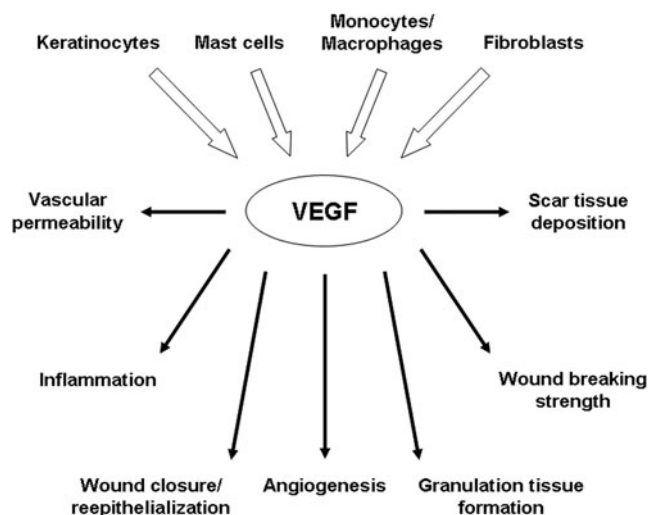 Keratinocytes
Mast cells
Monocytes/
Macrophages
Fibroblasts
VEGF
Vascular
permeability
Scar tissue
deposition
Inflammation
Wound breaking
strength
Wound closure/
reepithelialization
Angiogenesis
Granulation tissue
formation